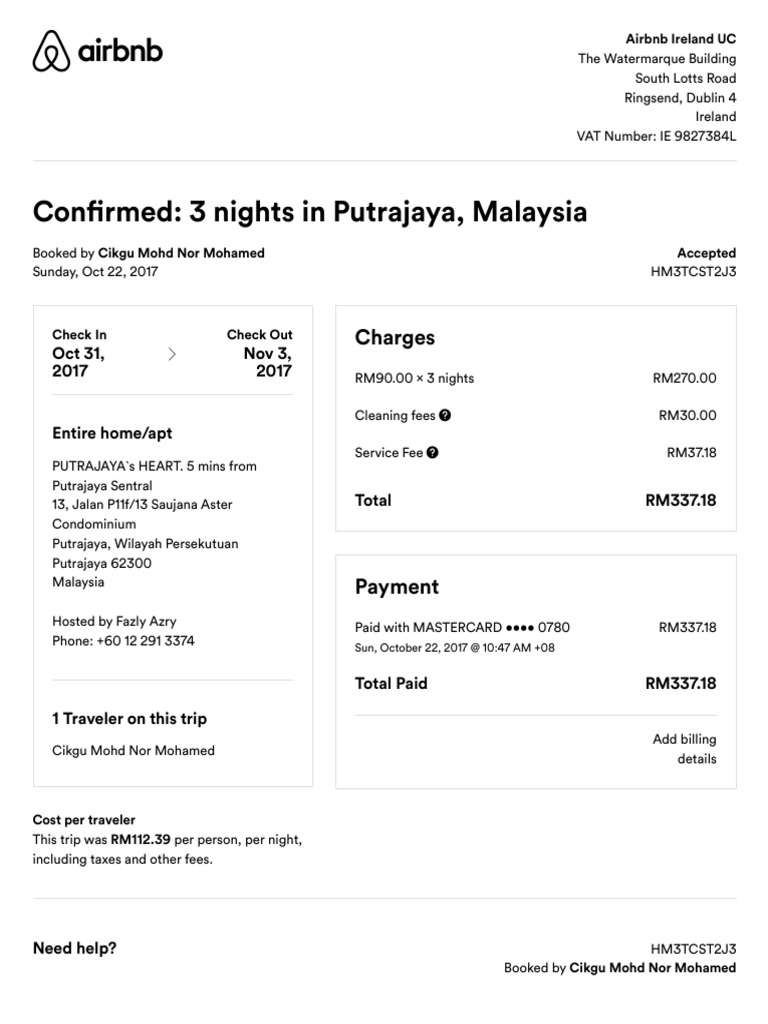 airbnb
Airbnb Ireland UC
The Watermarque Building
South Lotts Road
Ringsend, Dublin 4
Ireland
VAT Number: IE 9827384L
Confirmed: 3 nights in Putrajaya, Malaysia
Booked by Cikgu Mohd Nor Mohamed
Sunday, Oct 22, 2017
Accepted
HM3TCST2J3
Check In
Oct 31,
2017
Check Out
Nov 3,
2017
Entire home/apt
PUTRAJAYA`s HEART. 5 mins from
Putrajaya Sentral
13, Jalan P11f/13 Saujana Aster
Condominium
Putrajaya, Wilayah Persekutuan
Putrajaya 62300
Malaysia
Hosted by Fazly Azry
Phone: +60 12 291 3374
1 Traveler on this trip
Cikgu Mohd Nor Mohamed
Charges
RM90.00 × 3 nights RM270.00
Cleaning fees ? RM30.00
Service Fee ? RM37.18
Total RM337.18
Payment
Paid with MASTERCARD •••• 0780 RM337.18
Sun, October 22, 2017 @ 10:47 AM +08
Total Paid RM337.18
Add billing
details
Cost per traveler
This trip was RM112.39 per person, per night,
including taxes and other fees.
Need help?
HM3TCST2J3
Booked by Cikgu Mohd Nor Mohamed